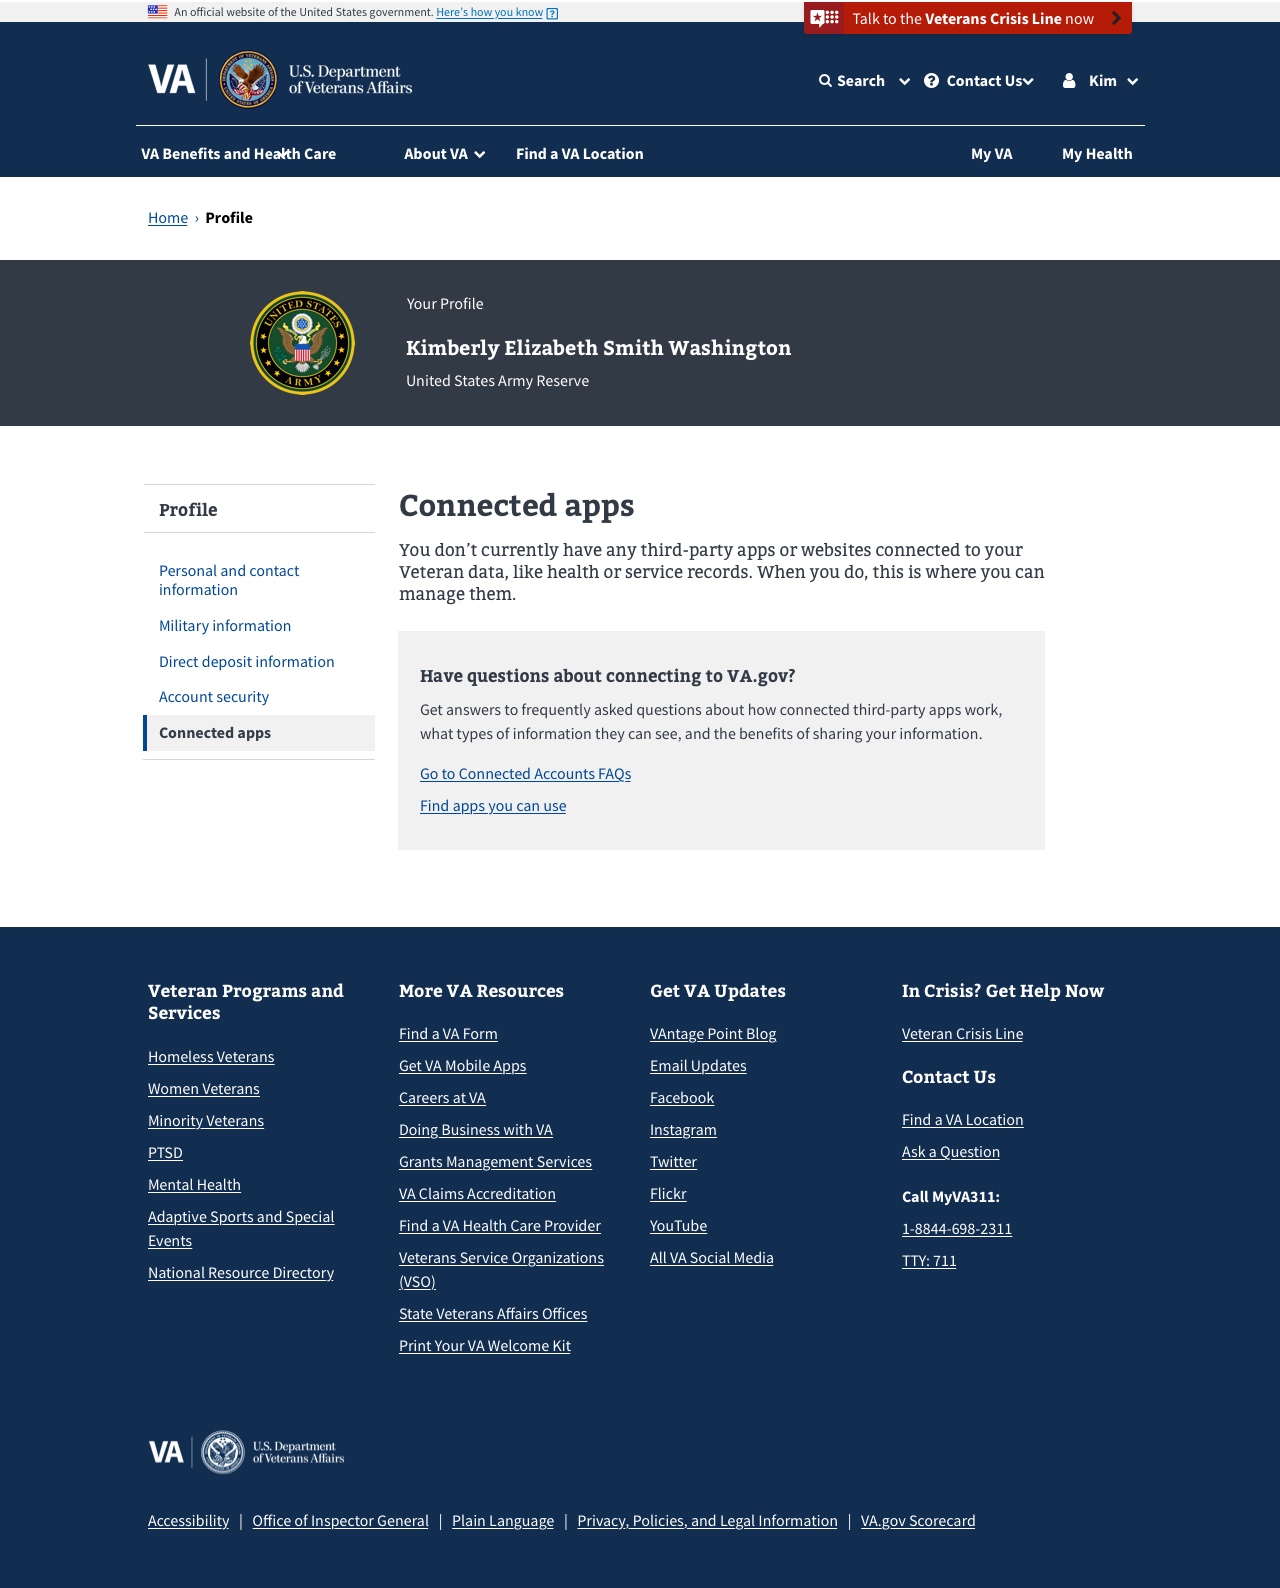 An official website of the United States government. Here's how you know
Talk to the Veterans Crisis Line now
VA
U.S. Department
of Veterans Affairs
Search
Contact Us
Kim
VA Benefits and Health Care
About VA
Find a VA Location
My VA
My Health
Home › Profile
UNITED STATES
ARMY
Your Profile
Kimberly Elizabeth Smith Washington
United States Army Reserve
Profile
Personal and contact
information
Military information
Direct deposit information
Account security
Connected apps
Connected apps
You don’t currently have any third-party apps or websites connected to your
Veteran data, like health or service records. When you do, this is where you can
manage them.
Have questions about connecting to VA.gov?
Get answers to frequently asked questions about how connected third-party apps work,
what types of information they can see, and the benefits of sharing your information.
Go to Connected Accounts FAQs
Find apps you can use
Veteran Programs and
Services
Homeless Veterans
Women Veterans
Minority Veterans
PTSD
Mental Health
Adaptive Sports and Special
Events
National Resource Directory
More VA Resources
Find a VA Form
Get VA Mobile Apps
Careers at VA
Doing Business with VA
Grants Management Services
VA Claims Accreditation
Find a VA Health Care Provider
Veterans Service Organizations
(VSO)
State Veterans Affairs Offices
Print Your VA Welcome Kit
Get VA Updates
VAntage Point Blog
Email Updates
Facebook
Instagram
Twitter
Flickr
YouTube
All VA Social Media
In Crisis? Get Help Now
Veteran Crisis Line
Contact Us
Find a VA Location
Ask a Question
Call MyVA311:
1-8844-698-2311
TTY: 711
VA
U.S. Department
of Veterans Affairs
Accessibility | Office of Inspector General | Plain Language | Privacy, Policies, and Legal Information | VA.gov Scorecard